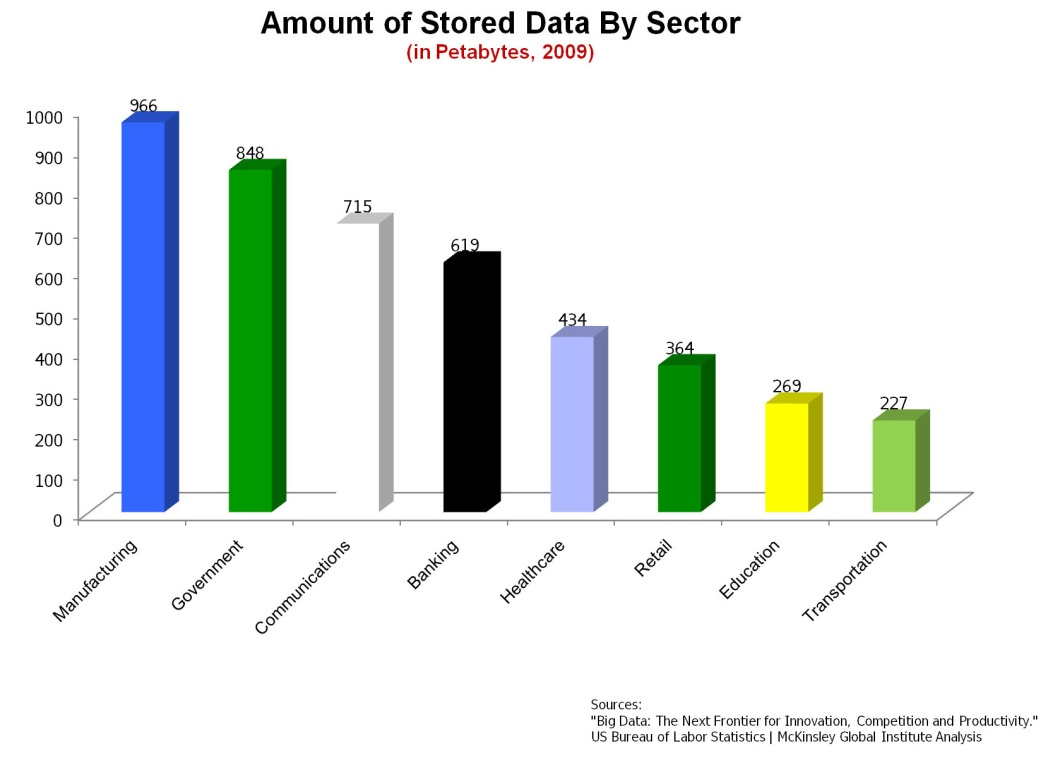 Amount of Stored Data By Sector
(in Petabytes, 2009)
1000
900
800
700
600
500
400
300
200
100
0
966
848
715
619
434
364
269
227
Manufacturing
Government
Communications
Banking
Healthcare
Retail
Education
Transportation
Sources:
"Big Data: The Next Frontier for Innovation, Competition and Productivity."
US Bureau of Labor Statistics | McKinsley Global Institute Analysis